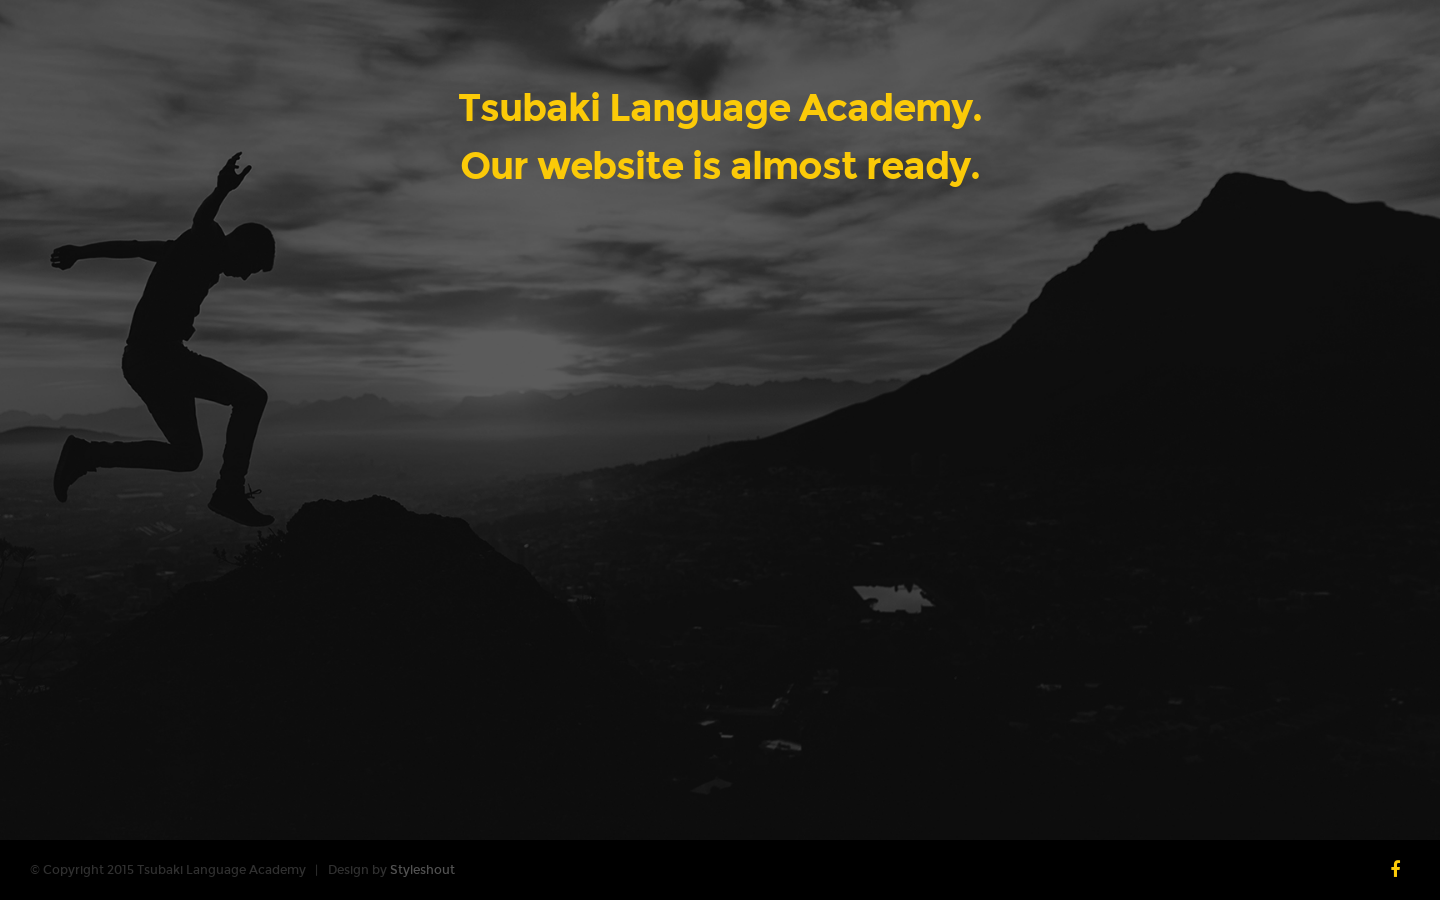 Tsubaki Language Academy.
Our website is almost ready.
© Copyright 2015 Tsubaki Language Academy | Design by Styleshout